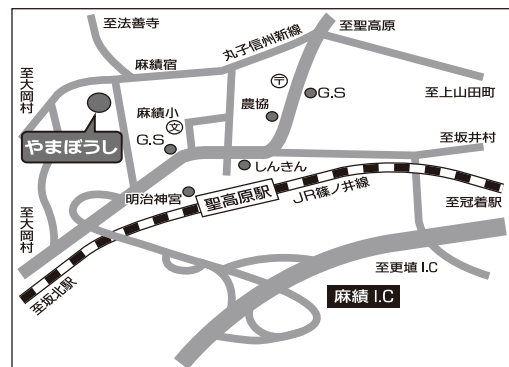 至法善寺
至聖高原
丸子信州新線
麻績宿
至大岡村
〒
G.S
農協
至上山田町
麻績小
文
G.S
やまぼうし
至坂井村
しんきん
明治神宮
聖高原駅
JR篠ノ井線
至冠着駅
至大岡村
至坂北駅
至更埴 I.C
麻績 I.C